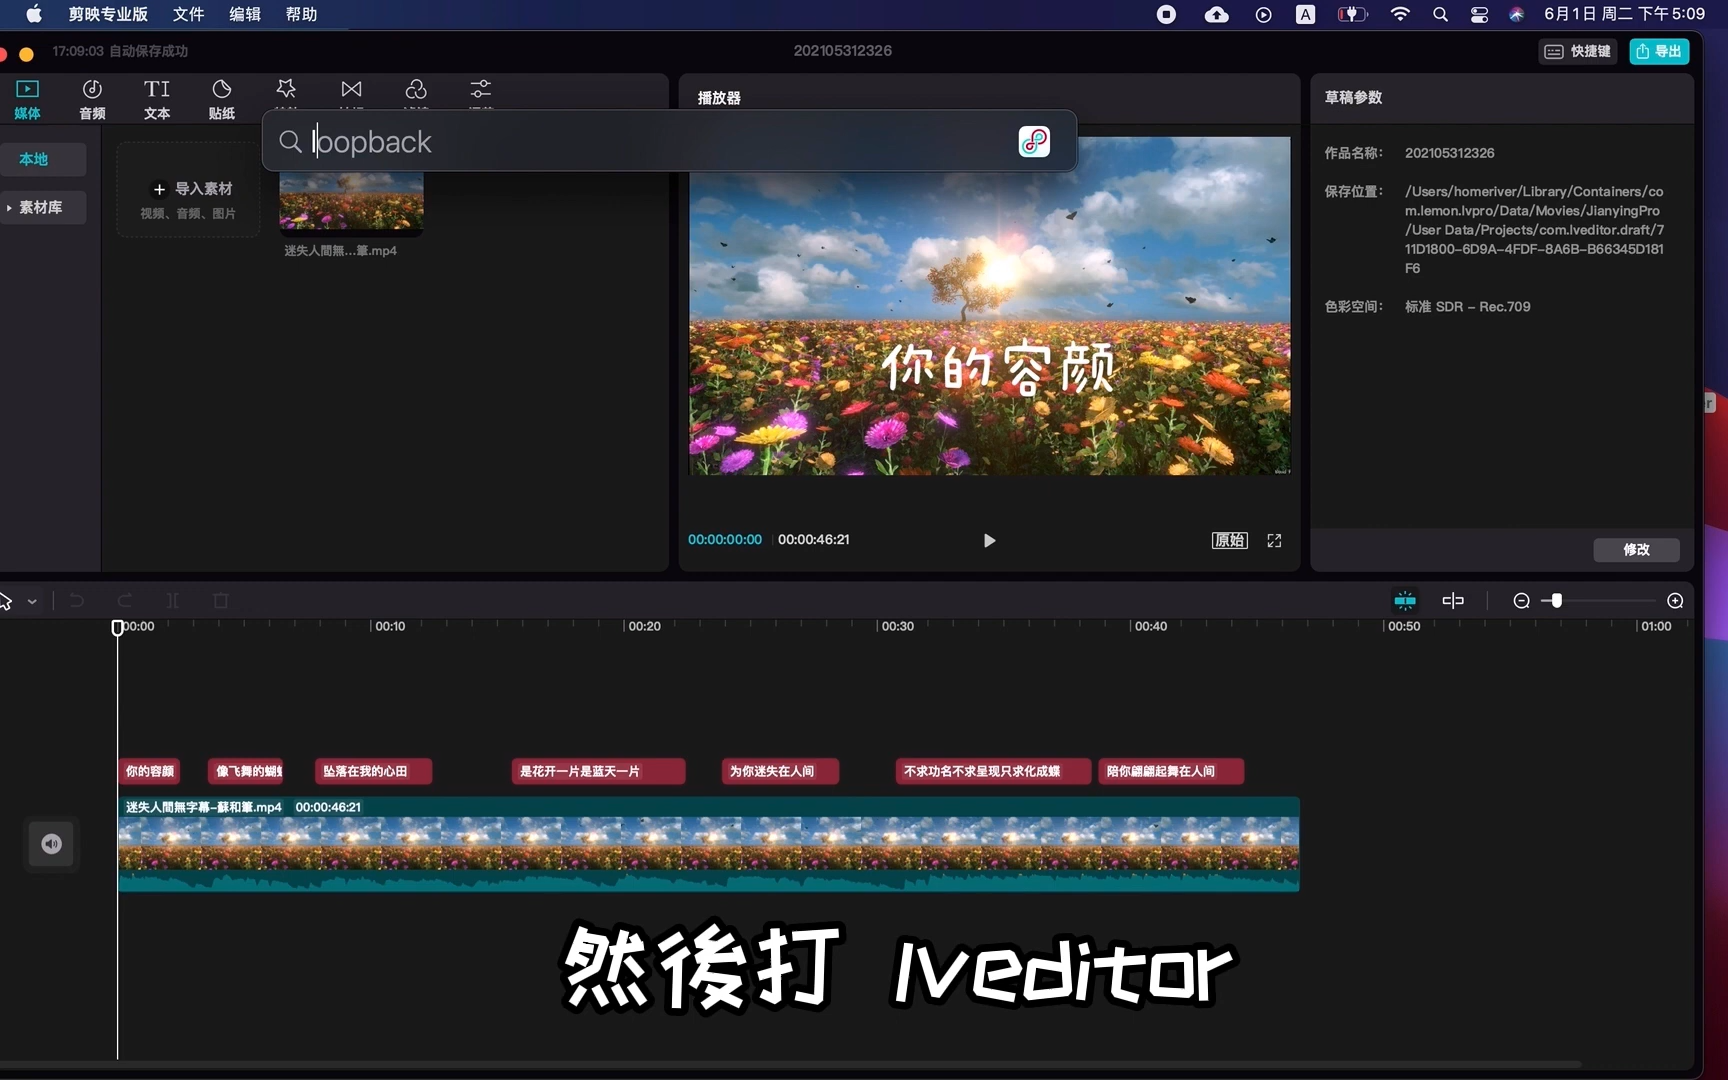 剪映专业版 文件 编辑 帮助
A
6月1日 周二 下午5:09
17:09:03 自动保存成功
202105312326
快捷键
导出
媒体
音频
文本
贴纸
loopback
本地
素材库
导入素材
视频、音频、图片
迷失人間無...筆.mp4
播放器
你的容颜
00:00:00:00
00:00:46:21
原始
草稿参数
作品名称：
202105312326
保存位置：
/Users/homeriver/Library/Containers/co
m.lemon.lvpro/Data/Movies/JianyingPro
/User Data/Projects/com.lveditor.draft/7
11D1800-6D9A-4FDF-8A6B-B66345D181
F6
色彩空间：
标准 SDR – Rec.709
修改
00:00
00:10
00:20
00:30
00:40
00:50
01:00
你的容颜
像飞舞的蝴
坠落在我的心田
是花开一片是蓝天一片
为你迷失在人间
不求功名不求呈现只求化成蝶
陪你翩翩起舞在人间
迷失人間無字幕-蘇和筆.mp4 00:00:46:21
然後打 lveditor